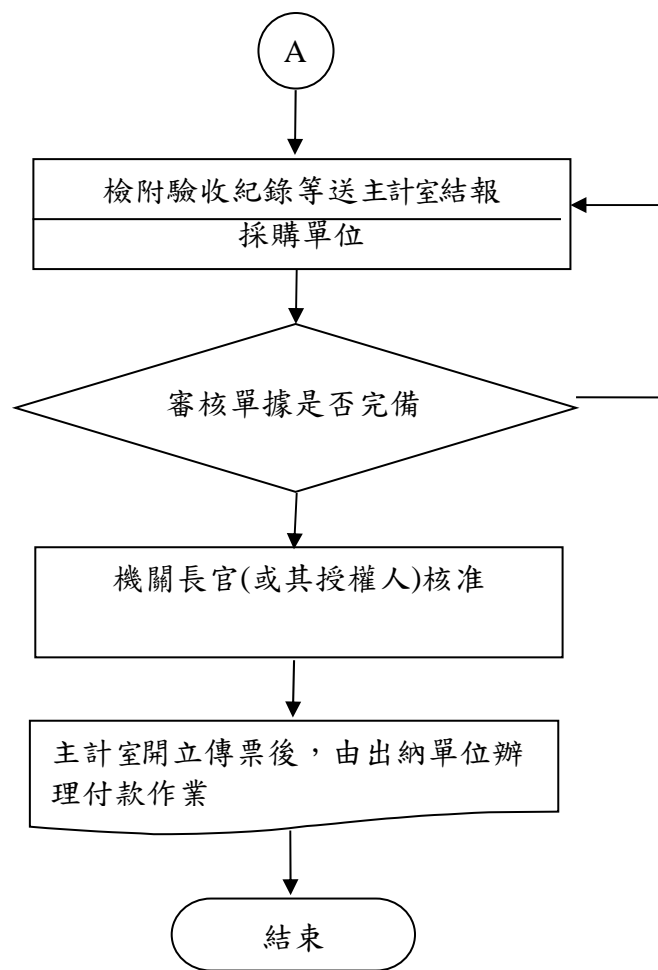 A
檢附驗收紀錄等送主計室結報
採購單位
審核單據是否完備
機關長官(或其授權人)核准
主計室開立傳票後，由出納單位辦
理付款作業
結束